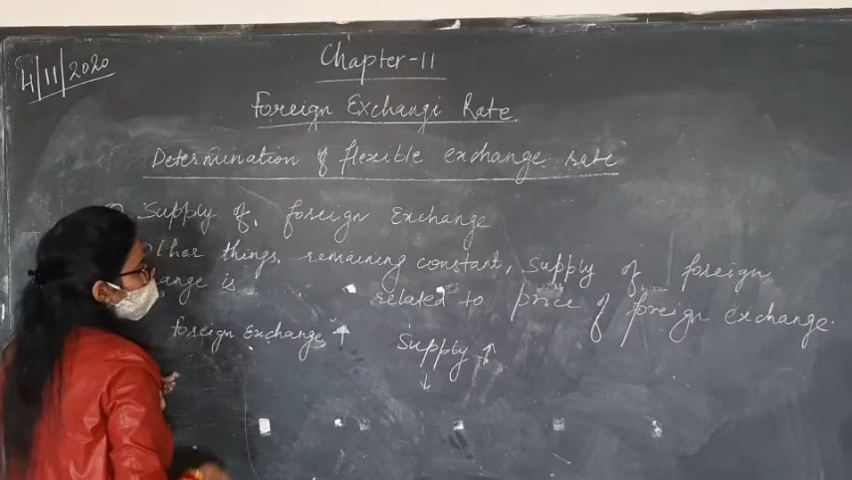 4/11/2020
Chapter-11
Foreign Exchange Rate
Determination of flexible exchange rate
Supply of foreign Exchange
other things remaining constant, supply of foreign
ange is related to price of foreign exchange.
foreign Exchange ↑ Supply ↑
↓